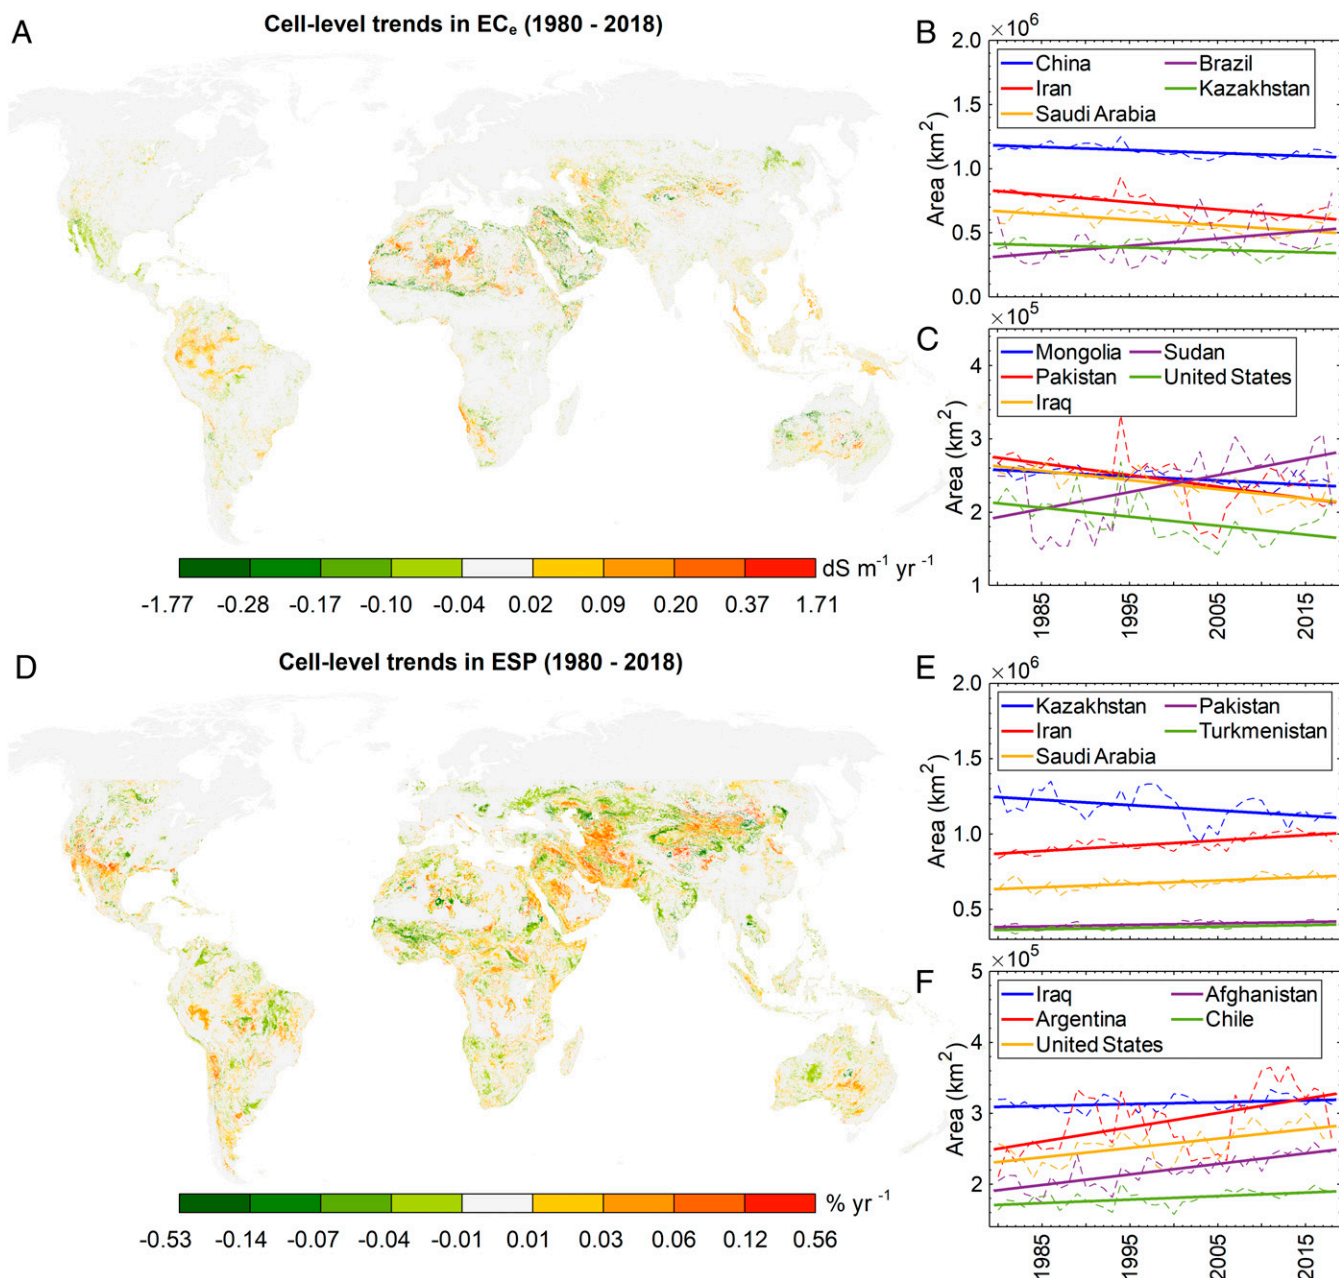 A
Cell-level trends in ECe (1980 - 2018)
dS m-1 yr -1
-1.77 -0.28 -0.17 -0.10 -0.04 0.02 0.09 0.20 0.37 1.71
B
×10^6
2.0
1.5
1.0
0.5
0.0
Area (km2)
China Brazil
Iran Kazakhstan
Saudi Arabia
C
×10^5
4
3
2
1
Area (km2)
Mongolia Sudan
Pakistan United States
Iraq
1985 1995 2005 2015
D
Cell-level trends in ESP (1980 - 2018)
% yr -1
-0.53 -0.14 -0.07 -0.04 -0.01 0.01 0.03 0.06 0.12 0.56
E
×10^6
2.0
1.5
1.0
0.5
Area (km2)
Kazakhstan Pakistan
Iran Turkmenistan
Saudi Arabia
F
×10^5
5
4
3
2
Area (km2)
Iraq Afghanistan
Argentina Chile
United States
1985 1995 2005 2015